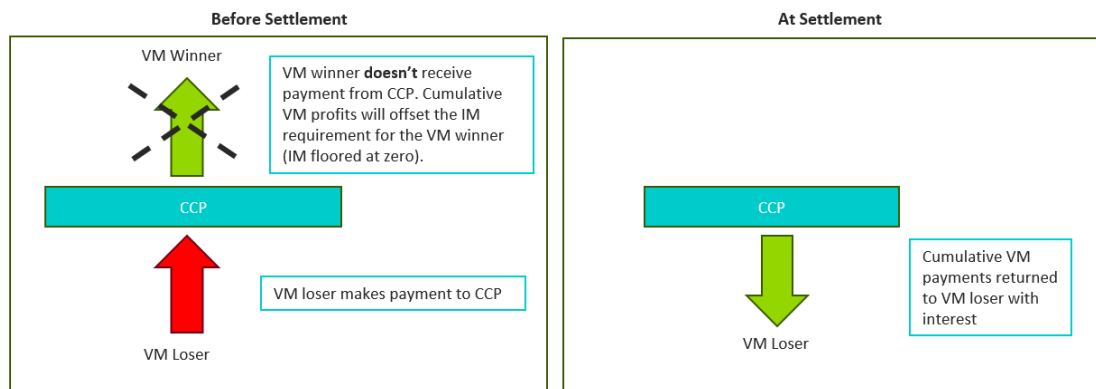 Before Settlement
VM Winner
VM winner doesn't receive
payment from CCP. Cumulative
VM profits will offset the IM
requirement for the VM winner
(IM floored at zero).
CCP
VM loser makes payment to CCP
VM Loser
At Settlement
CCP
Cumulative VM
payments returned
to VM loser with
interest
VM Loser